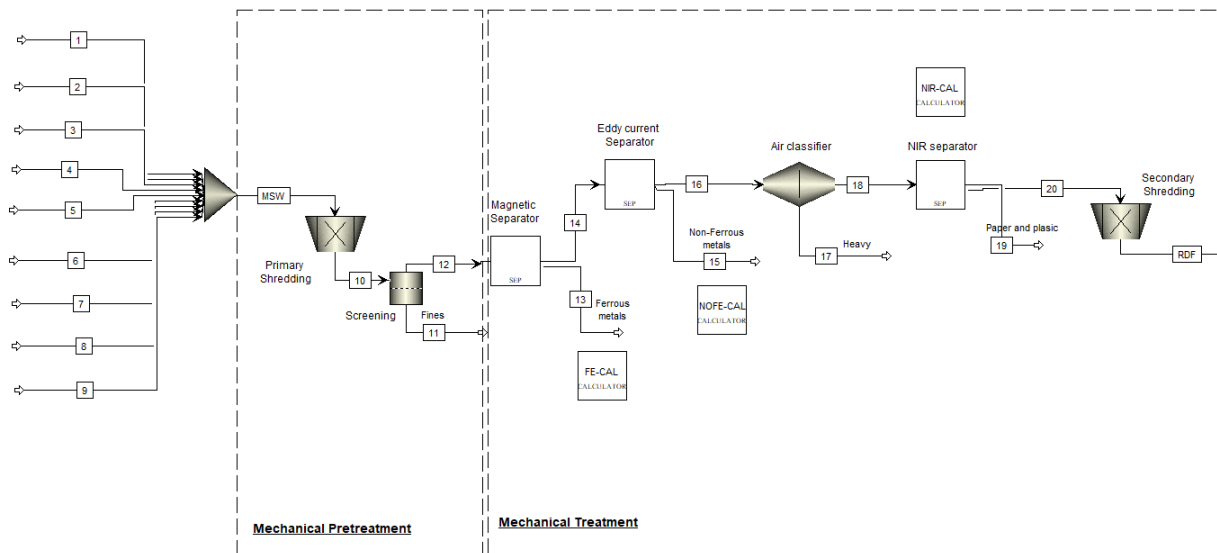 1
2
3
4
5
6
7
8
9
MSW
Primary
Shredding
10
Screening
12
Fines
11
Mechanical Pretreatment
Magnetic
Separator
SEP
14
13
Ferrous
metals
FE-CAL
CALCULATOR
Eddy current
Separator
SEP
16
Non-Ferrous
metals
15
NOFE-CAL
CALCULATOR
Air classifier
18
17
Heavy
NIR-CAL
CALCULATOR
NIR separator
SEP
20
Paper and plasic
19
Secondary
Shredding
RDF
Mechanical Treatment